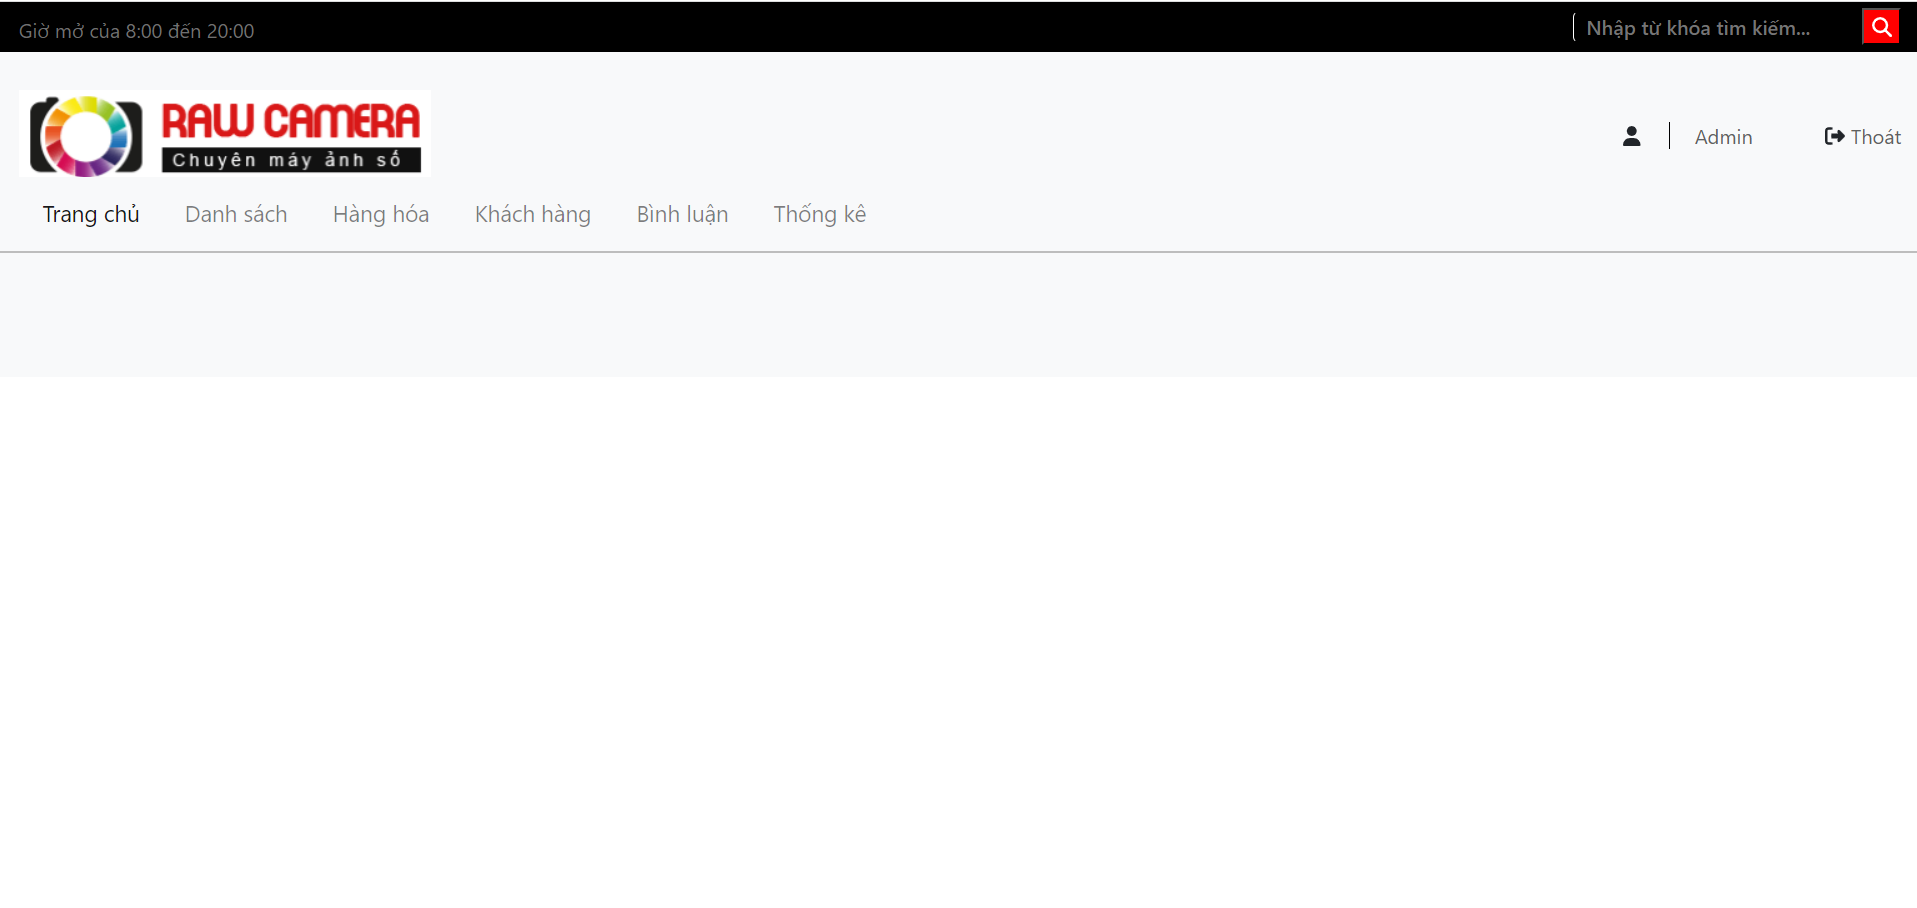 Giờ mở của 8:00 đến 20:00
Nhập từ khóa tìm kiếm...
RAW CAMERA
Chuyên máy ảnh số
Admin
Thoát
Trang chủ Danh sách Hàng hóa Khách hàng Bình luận Thống kê